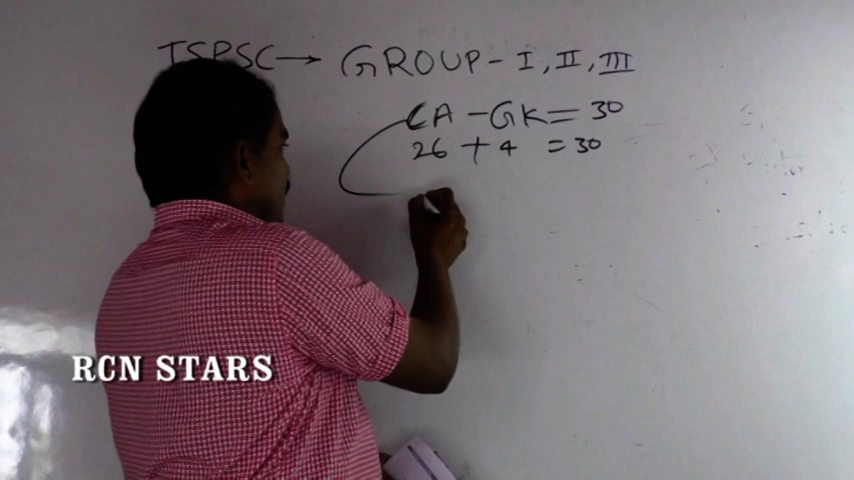 TSPSC → GROUP - I, II, III
CA - GK = 30
26 + 4 = 30
RCN STARS